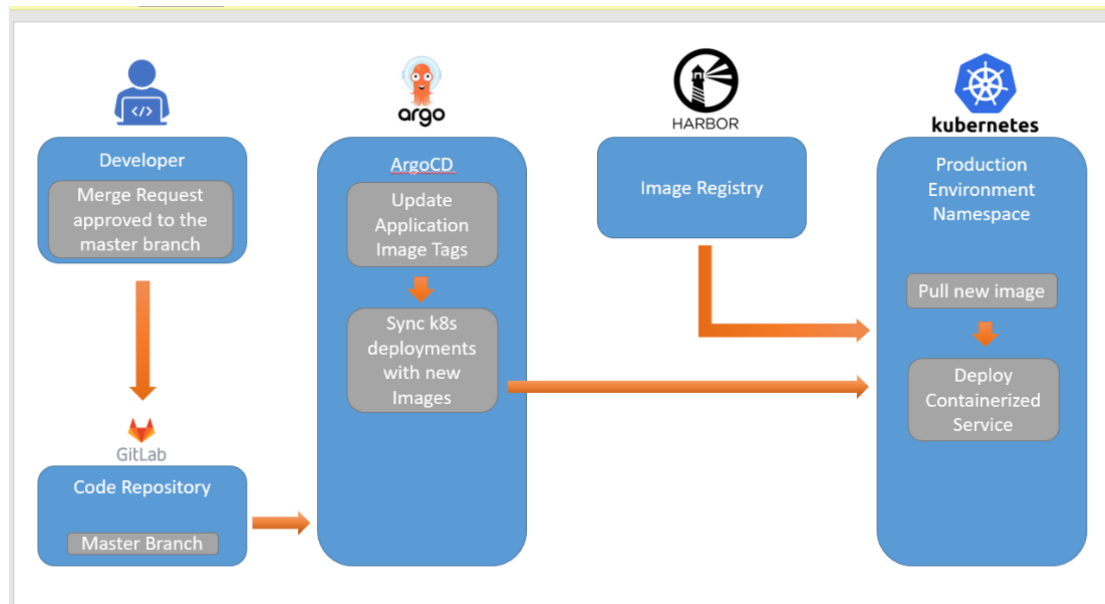 </>
Developer
Merge Request
approved to the
master branch
GitLab
Code Repository
Master Branch
argo
ArgoCD
Update
Application
Image Tags
Sync k8s
deployments
with new
Images
HARBOR
Image Registry
kubernetes
Production
Environment
Namespace
Pull new image
Deploy
Containerized
Service